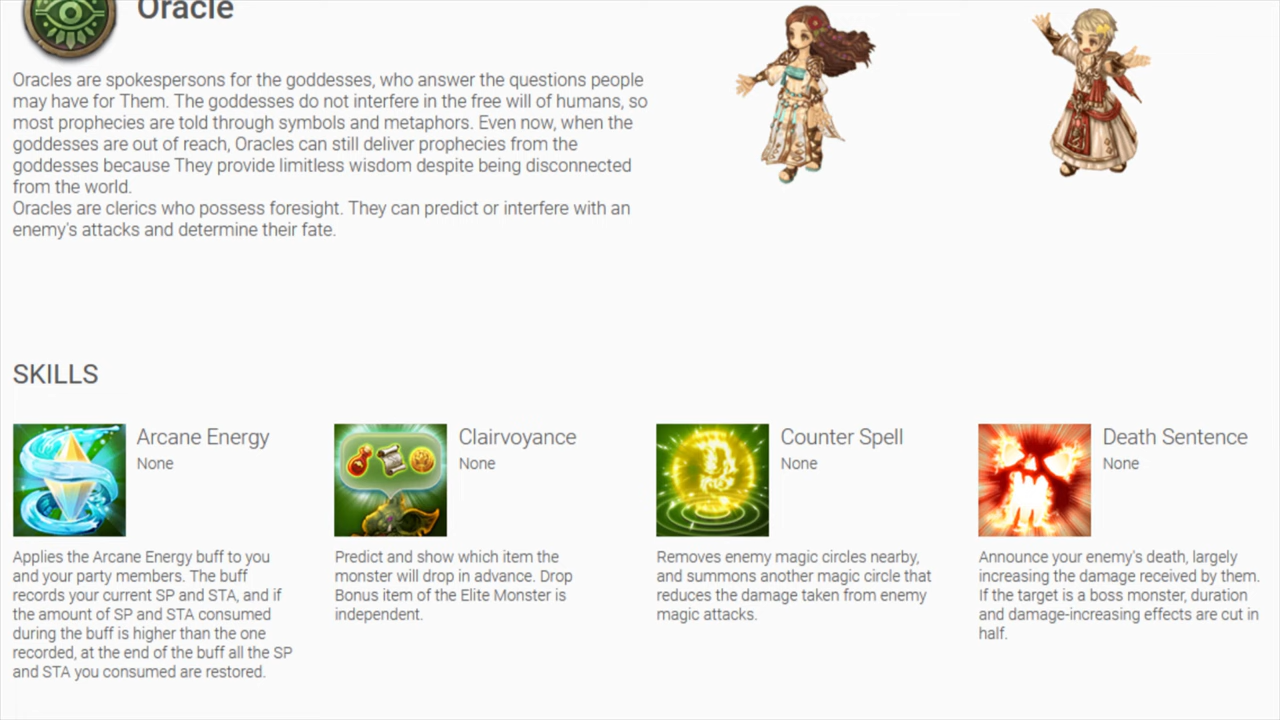 Oracle
Oracles are spokespersons for the goddesses, who answer the questions people
may have for Them. The goddesses do not interfere in the free will of humans, so
most prophecies are told through symbols and metaphors. Even now, when the
goddesses are out of reach, Oracles can still deliver prophecies from the
goddesses because They provide limitless wisdom despite being disconnected
from the world.
Oracles are clerics who possess foresight. They can predict or interfere with an
enemy's attacks and determine their fate.
SKILLS
Arcane Energy
None
Applies the Arcane Energy buff to you
and your party members. The buff
records your current SP and STA, and if
the amount of SP and STA consumed
during the buff is higher than the one
recorded, at the end of the buff all the SP
and STA you consumed are restored.
Clairvoyance
None
Predict and show which item the
monster will drop in advance. Drop
Bonus item of the Elite Monster is
independent.
Counter Spell
None
Removes enemy magic circles nearby,
and summons another magic circle that
reduces the damage taken from enemy
magic attacks.
Death Sentence
None
Announce your enemy's death, largely
increasing the damage received by them.
If the target is a boss monster, duration
and damage-increasing effects are cut in
half.